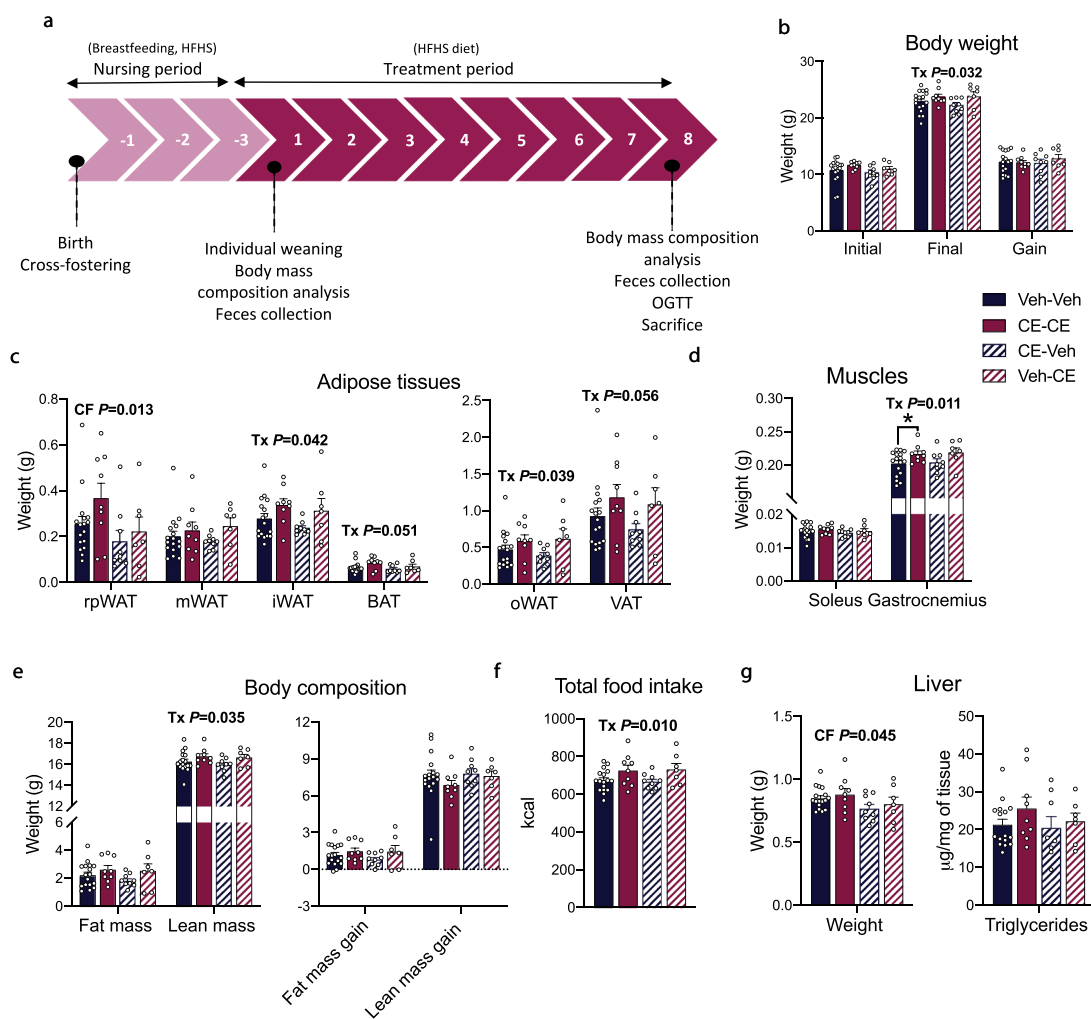 a
(Breastfeeding, HFHS)
Nursing period
(HFHS diet)
Treatment period
-1
-2
-3
1
2
3
4
5
6
7
8
Birth
Cross-fostering
Individual weaning
Body mass
composition analysis
Feces collection
Body mass composition
analysis
Feces collection
OGTT
Sacrifice
b
Body weight
Tx P=0.032
Weight (g)
30
20
10
0
Initial
Final
Gain
Veh-Veh
CE-CE
CE-Veh
Veh-CE
c
Adipose tissues
CF P=0.013
Tx P=0.042
Tx P=0.051
Weight (g)
0.8
0.6
0.4
0.2
0.0
rpWAT
mWAT
iWAT
BAT
Tx P=0.056
Tx P=0.039
2.5
2.0
1.5
1.0
0.5
0.0
oWAT
VAT
d
Muscles
Tx P=0.011
*
Weight (g)
0.30
0.25
0.20
0.02
0.01
0.00
Soleus
Gastrocnemius
e
Body composition
Tx P=0.035
Weight (g)
20
18
16
14
12
6
4
2
0
Fat mass
Lean mass
12
9
6
3
0
-3
Fat mass gain
Lean mass gain
f
Total food intake
Tx P=0.010
kcal
1000
800
600
400
200
0
g
Liver
CF P=0.045
Weight (g)
1.5
1.0
0.5
0.0
Weight
µg/mg of tissue
50
40
30
20
10
0
Triglycerides